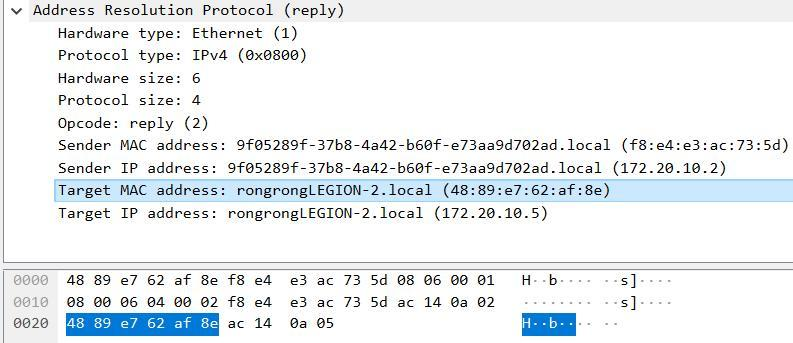 Address Resolution Protocol (reply)
Hardware type: Ethernet (1)
Protocol type: IPv4 (0x0800)
Hardware size: 6
Protocol size: 4
Opcode: reply (2)
Sender MAC address: 9f05289f-37b8-4a42-b60f-e73aa9d702ad.local (f8:e4:e3:ac:73:5d)
Sender IP address: 9f05289f-37b8-4a42-b60f-e73aa9d702ad.local (172.20.10.2)
Target MAC address: rongrongLEGION-2.local (48:89:e7:62:af:8e)
Target IP address: rongrongLEGION-2.local (172.20.10.5)
0000 48 89 e7 62 af 8e f8 e4 e3 ac 73 5d 08 06 00 01 H··b···· ··s]····
0010 08 00 06 04 00 02 f8 e4 e3 ac 73 5d ac 14 0a 02 ········ ··s]····
0020 48 89 e7 62 af 8e ac 14 0a 05 H··b···· ··